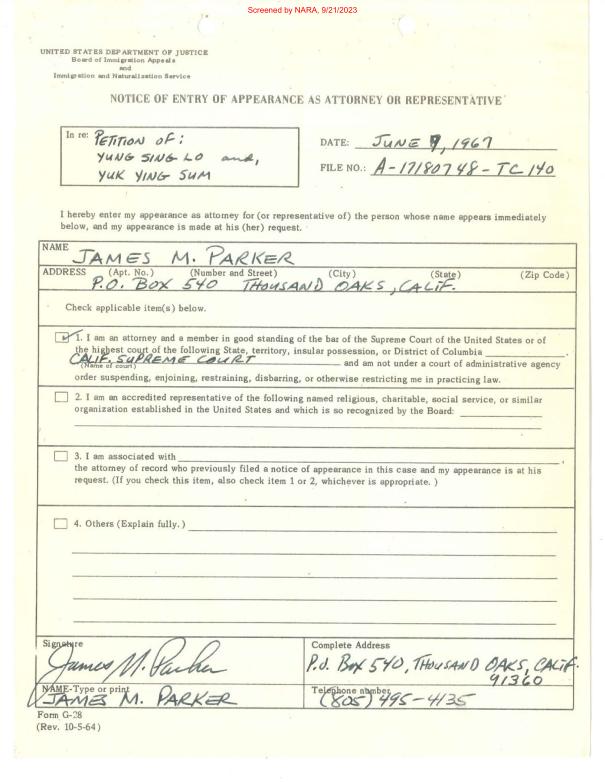 Screened by NARA, 9/21/2023
UNITED STATES DEPARTMENT OF JUSTICE
Board of Immigration Appeals
and
Immigration and Naturalization Service
NOTICE OF ENTRY OF APPEARANCE AS ATTORNEY OR REPRESENTATIVE
In re: PETITION OF:
YUNG SING LO and,
YUK YING SUM
DATE: JUNE 9, 1967
FILE NO.: A-17180748-TC140
I hereby enter my appearance as attorney for (or representative of) the person whose name appears immediately
below, and my appearance is made at his (her) request.
NAME
JAMES M. PARKER
ADDRESS (Apt. No.) (Number and Street) (City) (State) (Zip Code)
P.O. BOX 540 THOUSAND OAKS, CALIF.
Check applicable item(s) below.
1. I am an attorney and a member in good standing of the bar of the Supreme Court of the United States or of
the highest court of the following State, territory, insular possession, or District of Columbia
CALIF. SUPREME COURT and am not under a court of administrative agency
(Name of court)
order suspending, enjoining, restraining, disbarring, or otherwise restricting me in practicing law.
2. I am an accredited representative of the following named religious, charitable, social service, or similar
organization established in the United States and which is so recognized by the Board:
3. I am associated with
the attorney of record who previously filed a notice of appearance in this case and my appearance is at his
request. (If you check this item, also check item 1 or 2, whichever is appropriate.)
4. Others (Explain fully.)
Signature
James M. Parker
Complete Address
P.O. Box 540, THOUSAND OAKS, CALIF.
91360
NAME-Type or print
JAMES M. PARKER
Telephone number
(805) 495-4135
Form G-28
(Rev. 10-5-64)